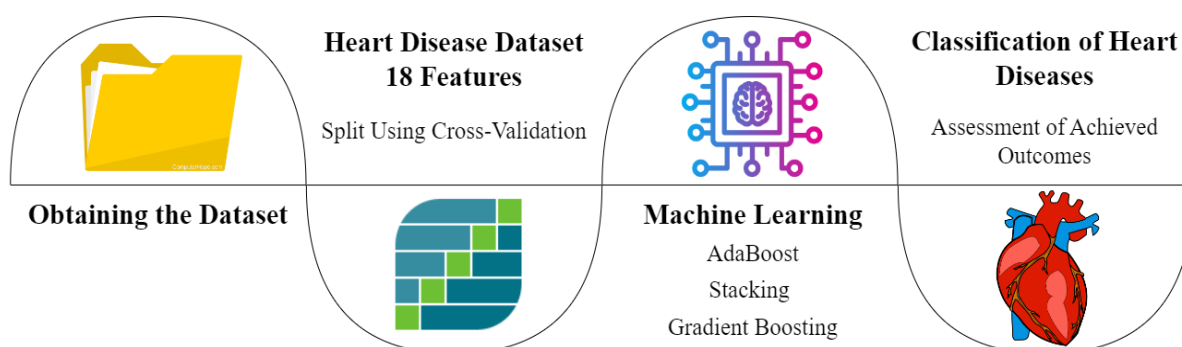 Obtaining the Dataset
Heart Disease Dataset
18 Features
Split Using Cross-Validation
Machine Learning
AdaBoost
Stacking
Gradient Boosting
Classification of Heart
Diseases
Assessment of Achieved
Outcomes